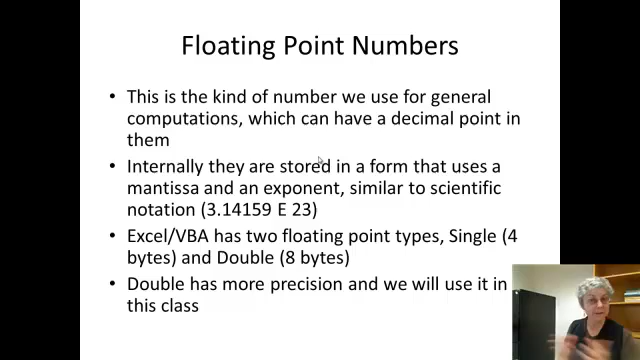 Floating Point Numbers
• This is the kind of number we use for general
computations, which can have a decimal point in
them
• Internally they are stored in a form that uses a
mantissa and an exponent, similar to scientific
notation (3.14159 E 23)
• Excel/VBA has two floating point types, Single (4
bytes) and Double (8 bytes)
• Double has more precision and we will use it in
this class